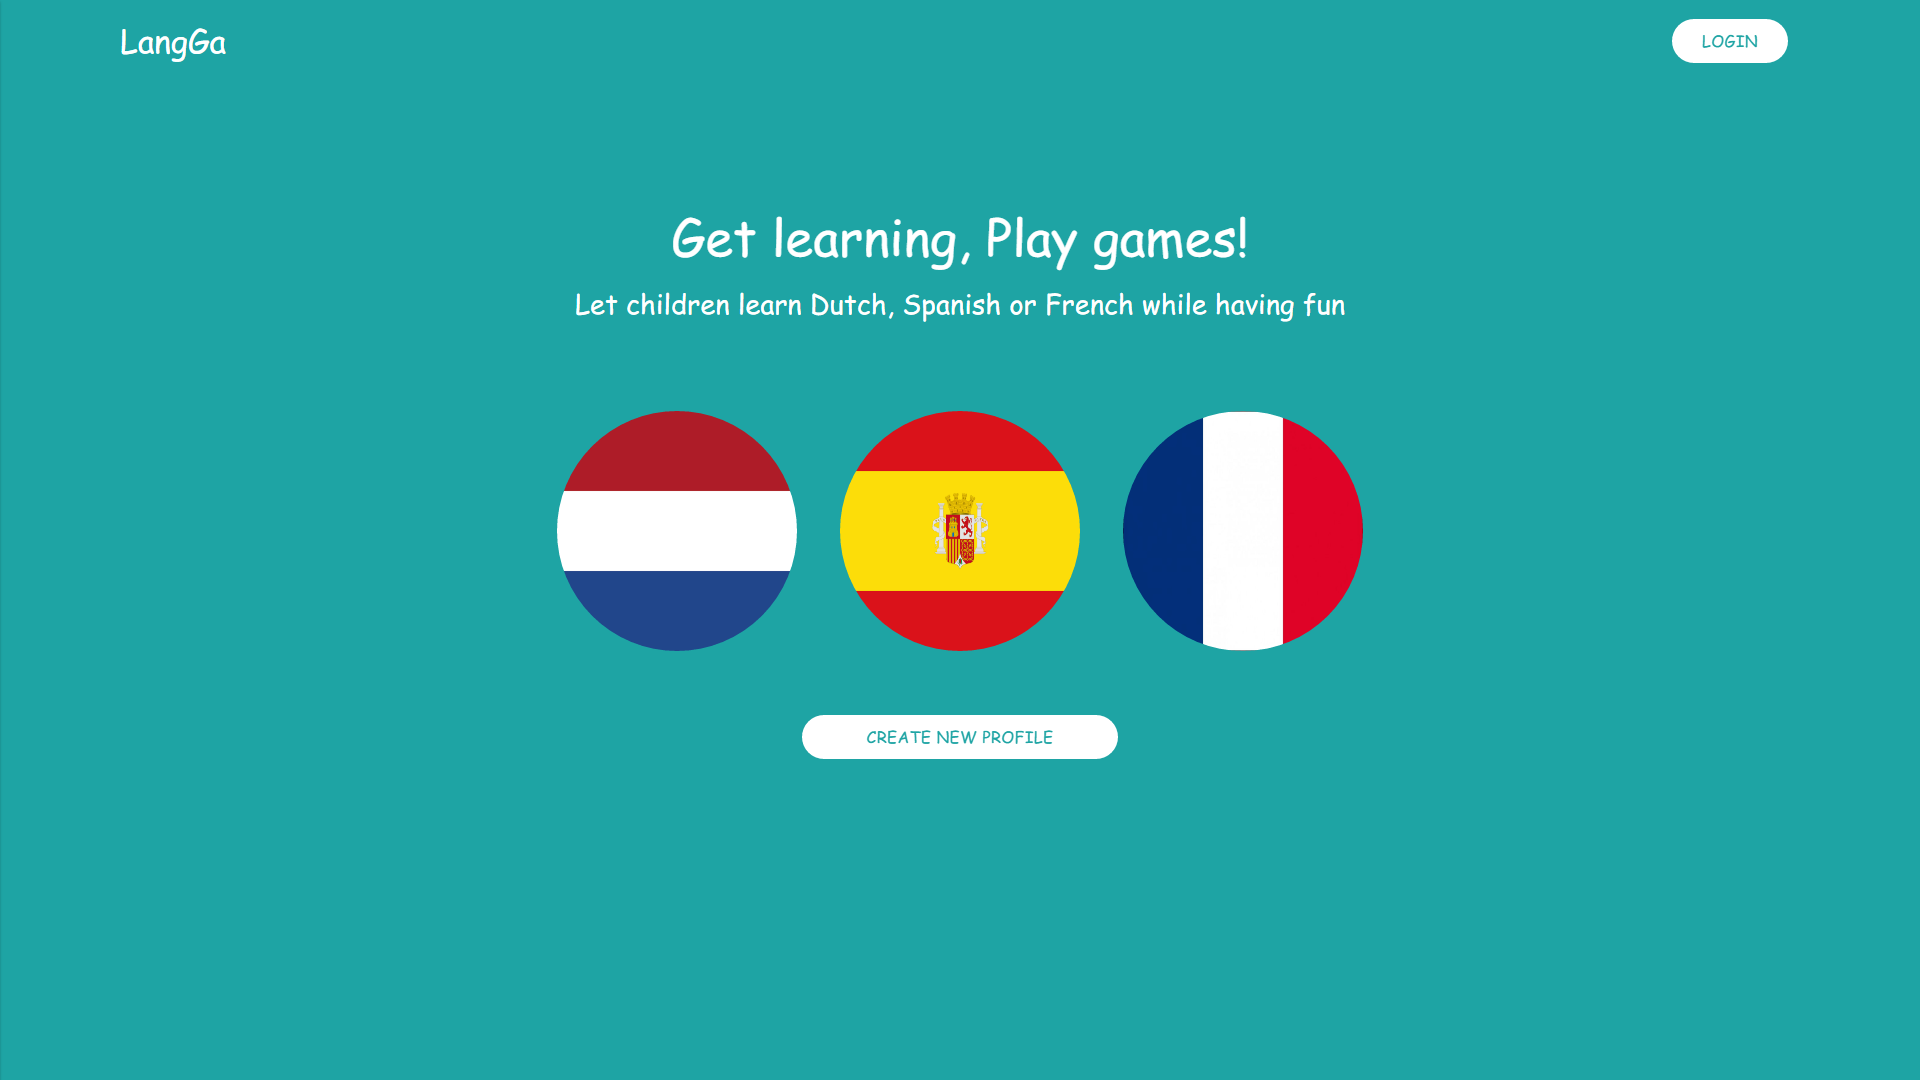 LangGa
LOGIN
Get learning, Play games!
Let children learn Dutch, Spanish or French while having fun
CREATE NEW PROFILE